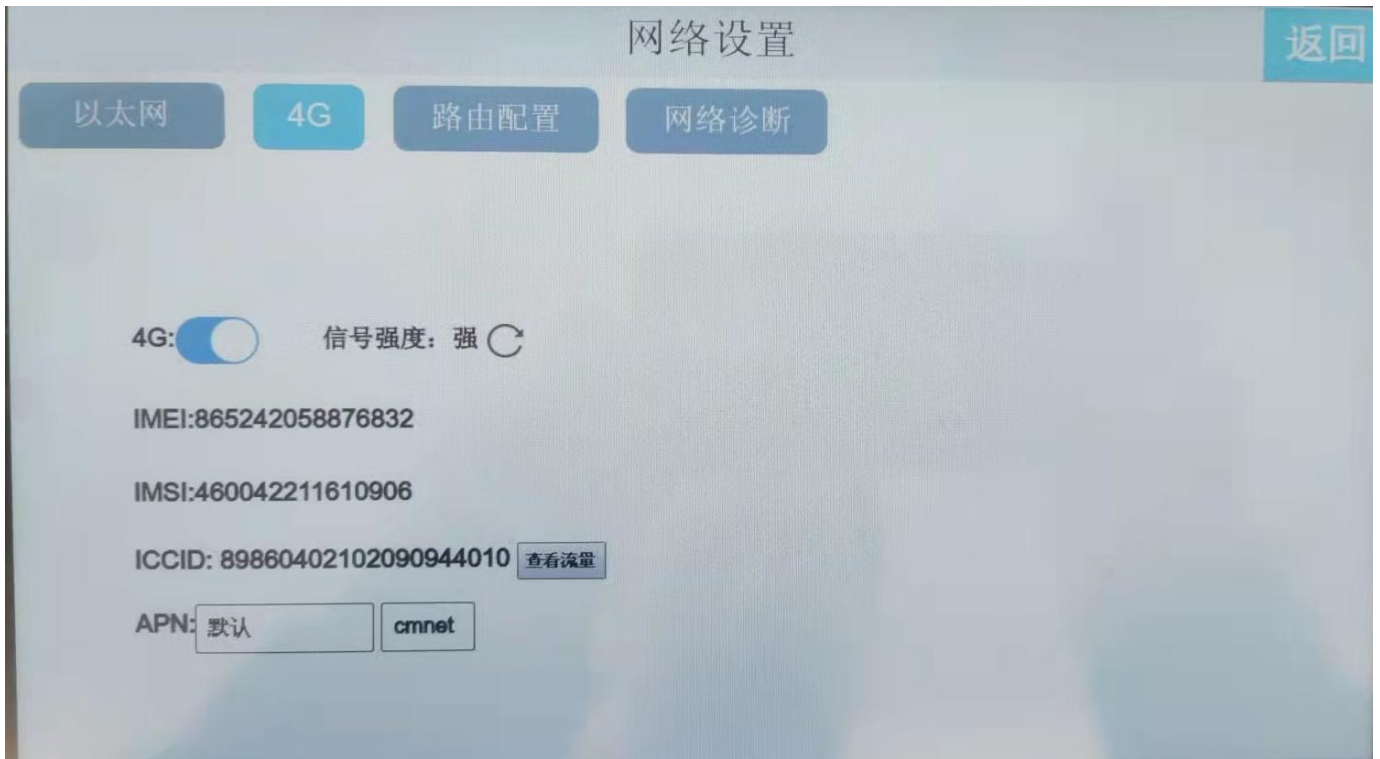 网络设置
返回
以太网 4G 路由配置 网络诊断
4G: 信号强度：强
IMEI:865242058876832
IMSI:460042211610906
ICCID: 89860402102090944010 查看流量
APN: 默认 cmnet